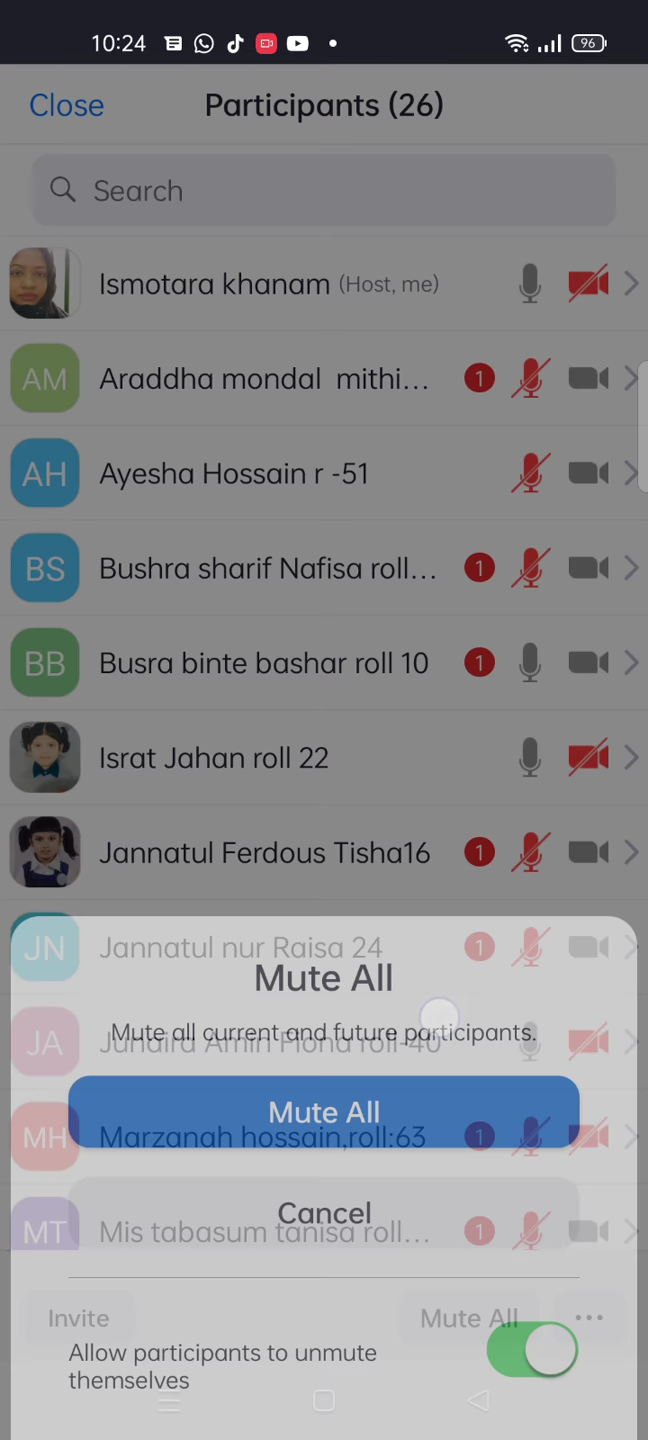 10:24 96
Close Participants (26)
Search
Ismotara khanam (Host, me)
AM Araddha mondal mithi... 1
AH Ayesha Hossain r -51
BS Bushra sharif Nafisa roll... 1
BB Busra binte bashar roll 10 1
Israt Jahan roll 22
Jannatul Ferdous Tisha16 1
JN Jannatul nur Raisa 24 1
Mute All
Mute all current and future participants.
JA Amin roll-40
Mute All
MH Marzanah hossain,roll:63 1
Cancel
MT Mis tabasum tanisa roll... 1
Invite Mute All ...
Allow participants to unmute
themselves